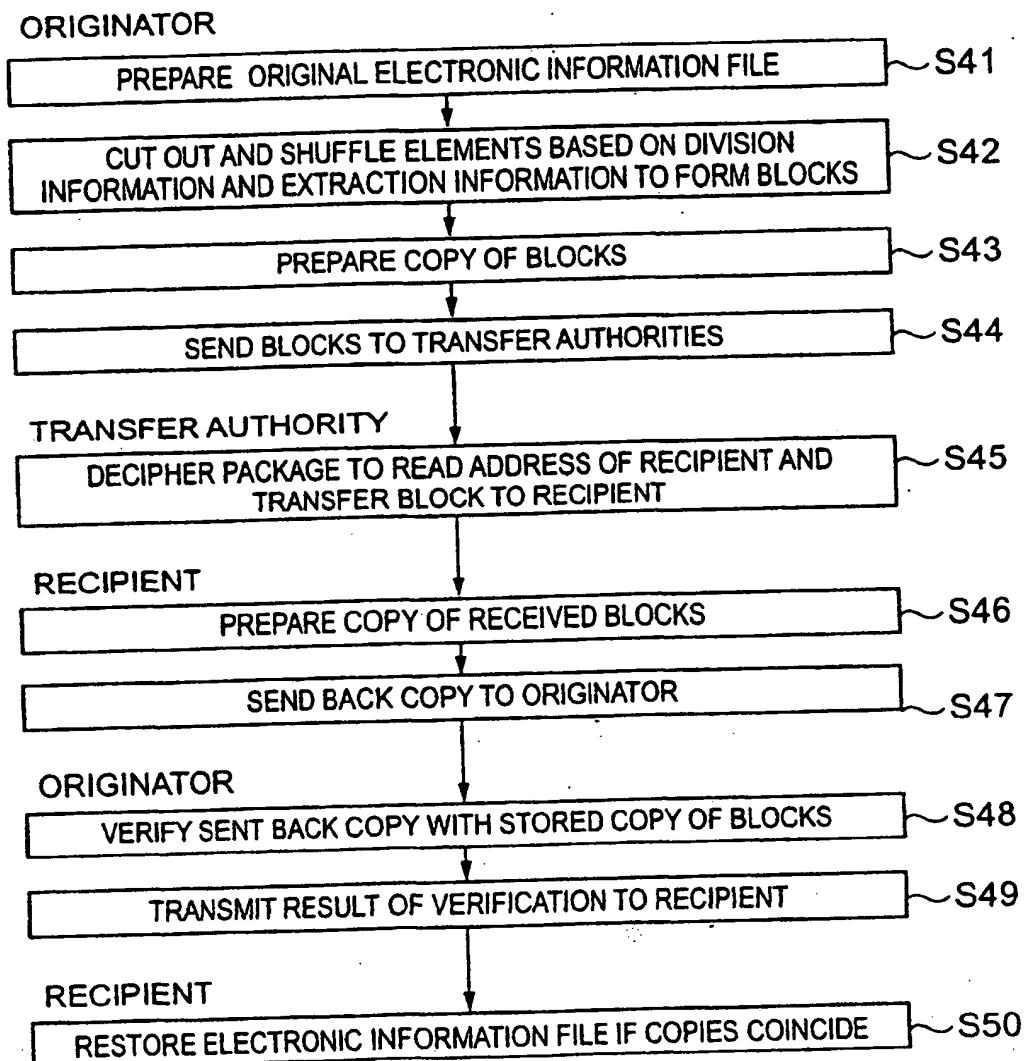 ORIGINATOR
PREPARE ORIGINAL ELECTRONIC INFORMATION FILE
S41
CUT OUT AND SHUFFLE ELEMENTS BASED ON DIVISION
INFORMATION AND EXTRACTION INFORMATION TO FORM BLOCKS
S42
PREPARE COPY OF BLOCKS
S43
SEND BLOCKS TO TRANSFER AUTHORITIES
S44
TRANSFER AUTHORITY
DECIPHER PACKAGE TO READ ADDRESS OF RECIPIENT AND
TRANSFER BLOCK TO RECIPIENT
S45
RECIPIENT
PREPARE COPY OF RECEIVED BLOCKS
S46
SEND BACK COPY TO ORIGINATOR
S47
ORIGINATOR
VERIFY SENT BACK COPY WITH STORED COPY OF BLOCKS
S48
TRANSMIT RESULT OF VERIFICATION TO RECIPIENT
S49
RECIPIENT
RESTORE ELECTRONIC INFORMATION FILE IF COPIES COINCIDE
S50